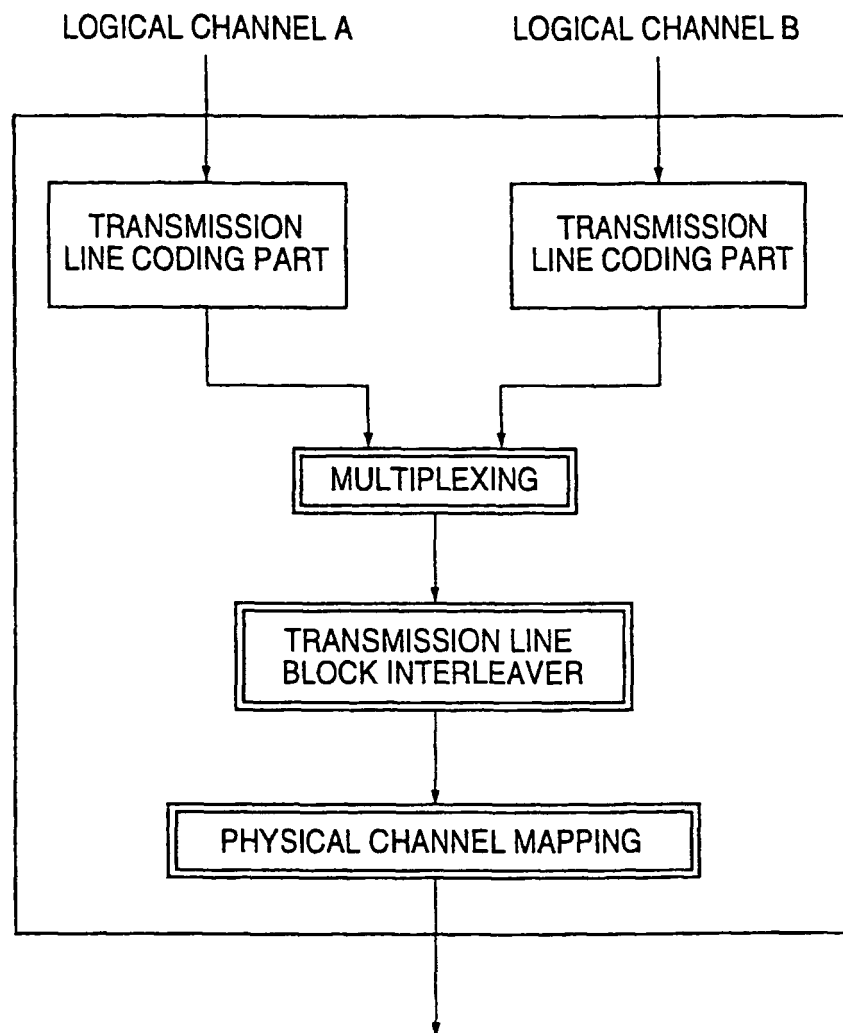 LOGICAL CHANNEL A
LOGICAL CHANNEL B
TRANSMISSION
LINE CODING PART
TRANSMISSION
LINE CODING PART
MULTIPLEXING
TRANSMISSION LINE
BLOCK INTERLEAVER
PHYSICAL CHANNEL MAPPING